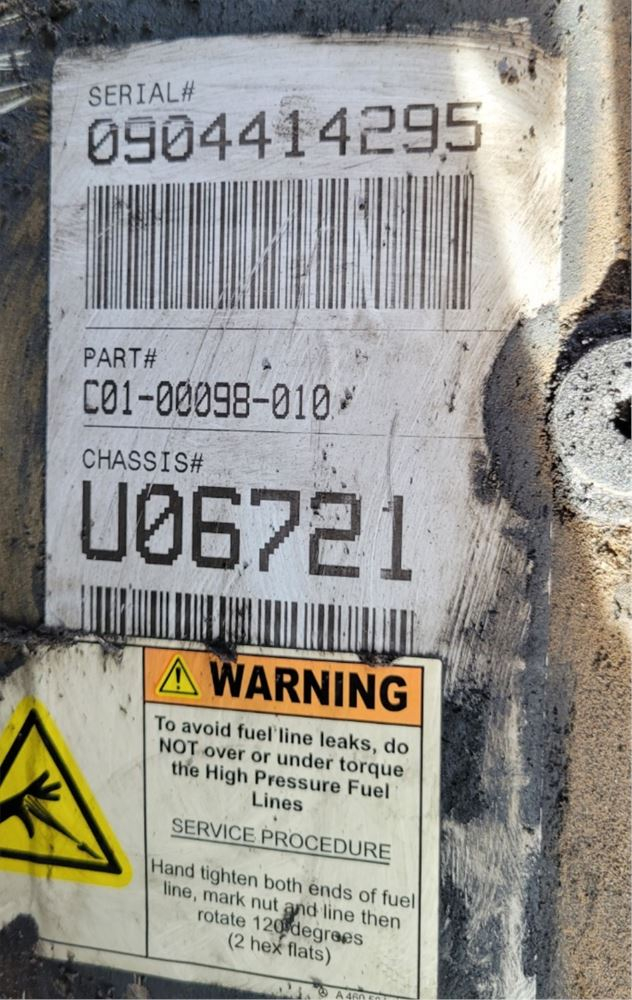 SERIAL#
0904414295
PART#
C01-00098-010
CHASSIS#
U06721
WARNING
To avoid fuel line leaks, do
NOT over or under torque
the High Pressure Fuel
Lines
SERVICE PROCEDURE
Hand tighten both ends of fuel
line, mark nut and line then
rotate 120 degrees
(2 hex flats)
A 460